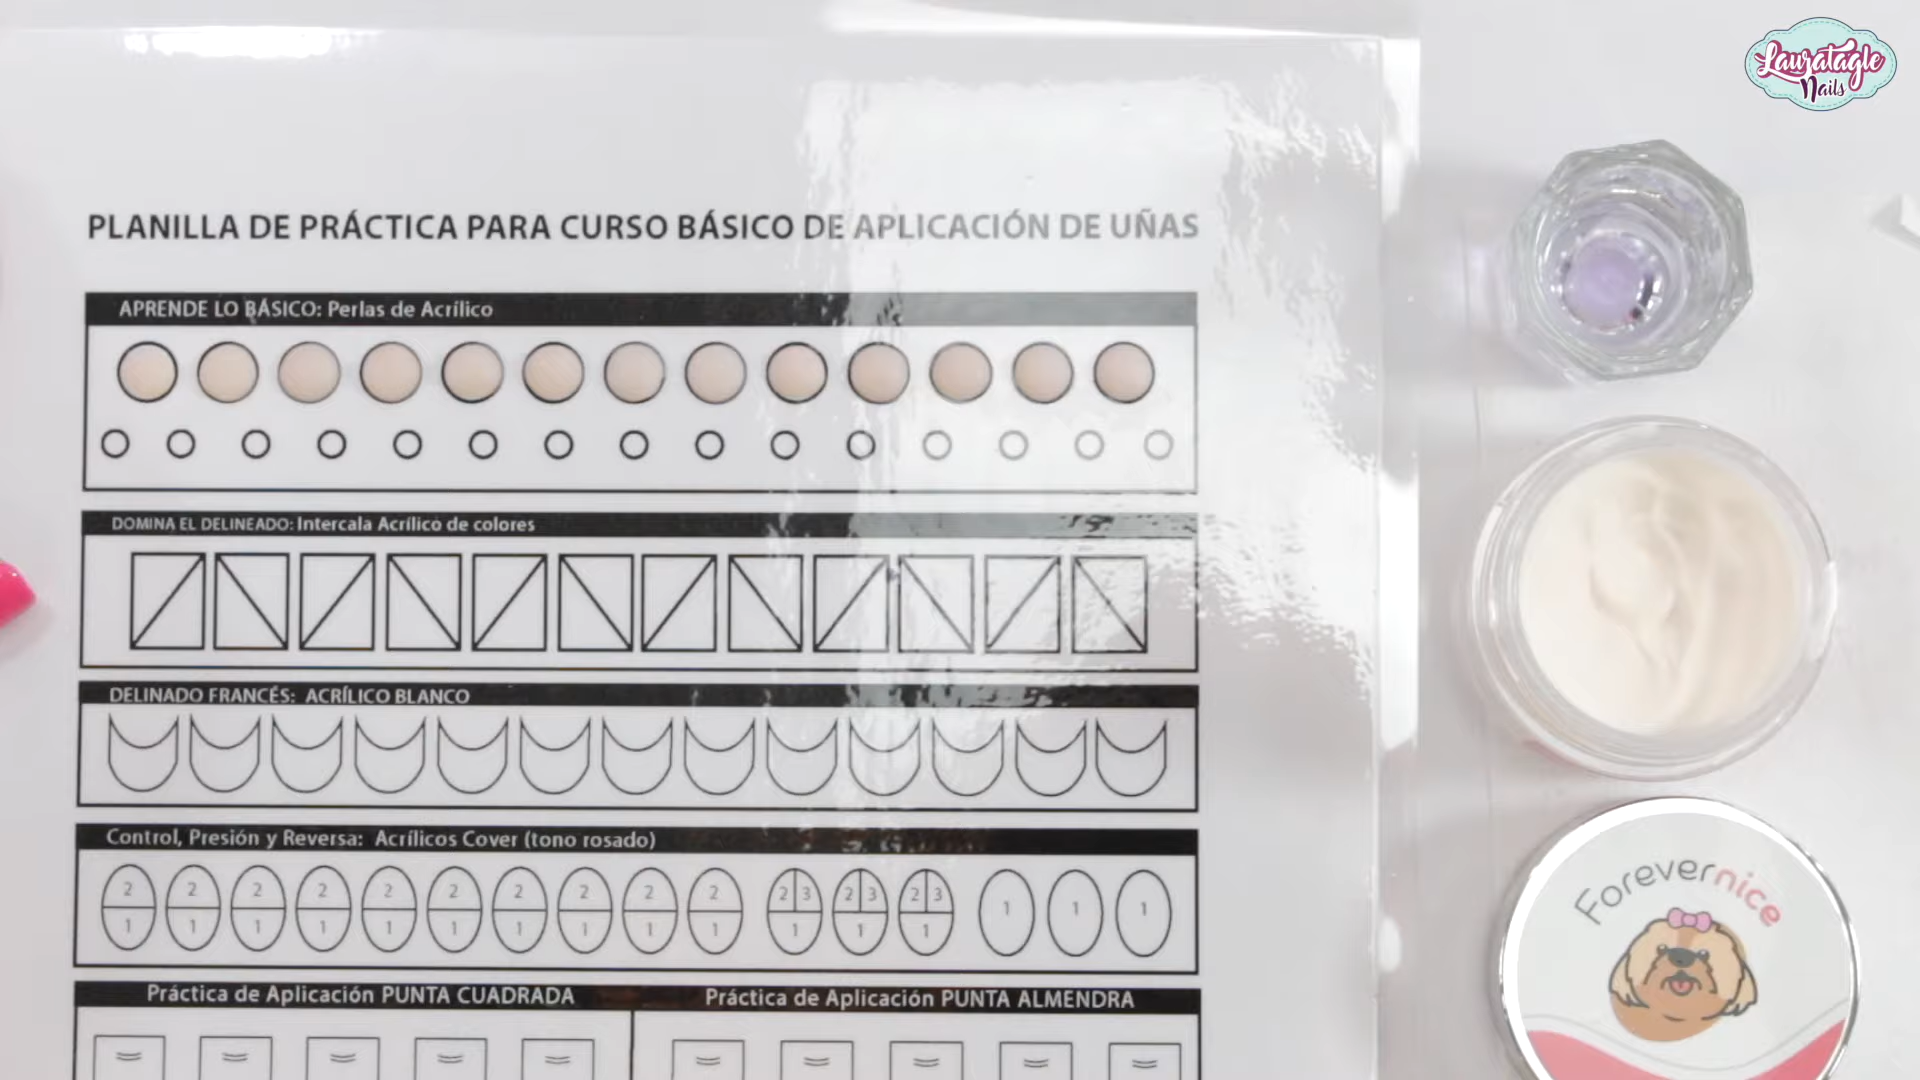 Lauratagle
Nails
PLANILLA DE PRÁCTICA PARA CURSO BÁSICO DE APLICACIÓN DE UÑAS
APRENDE LO BÁSICO: Perlas de Acrílico
DOMINA EL DELINEADO: Intercala Acrílico de colores
DELINADO FRANCÉS: ACRÍLICO BLANCO
Control, Presión y Reversa: Acrílicos Cover (tono rosado)
2 2 2 2 2 2 2 2 2 2 2 3 2 3 2 3 1 1 1
1 1 1 1 1 1 1 1 1 1 1 1 1
Práctica de Aplicación PUNTA CUADRADA
Práctica de Aplicación PUNTA ALMENDRA
Forevernice